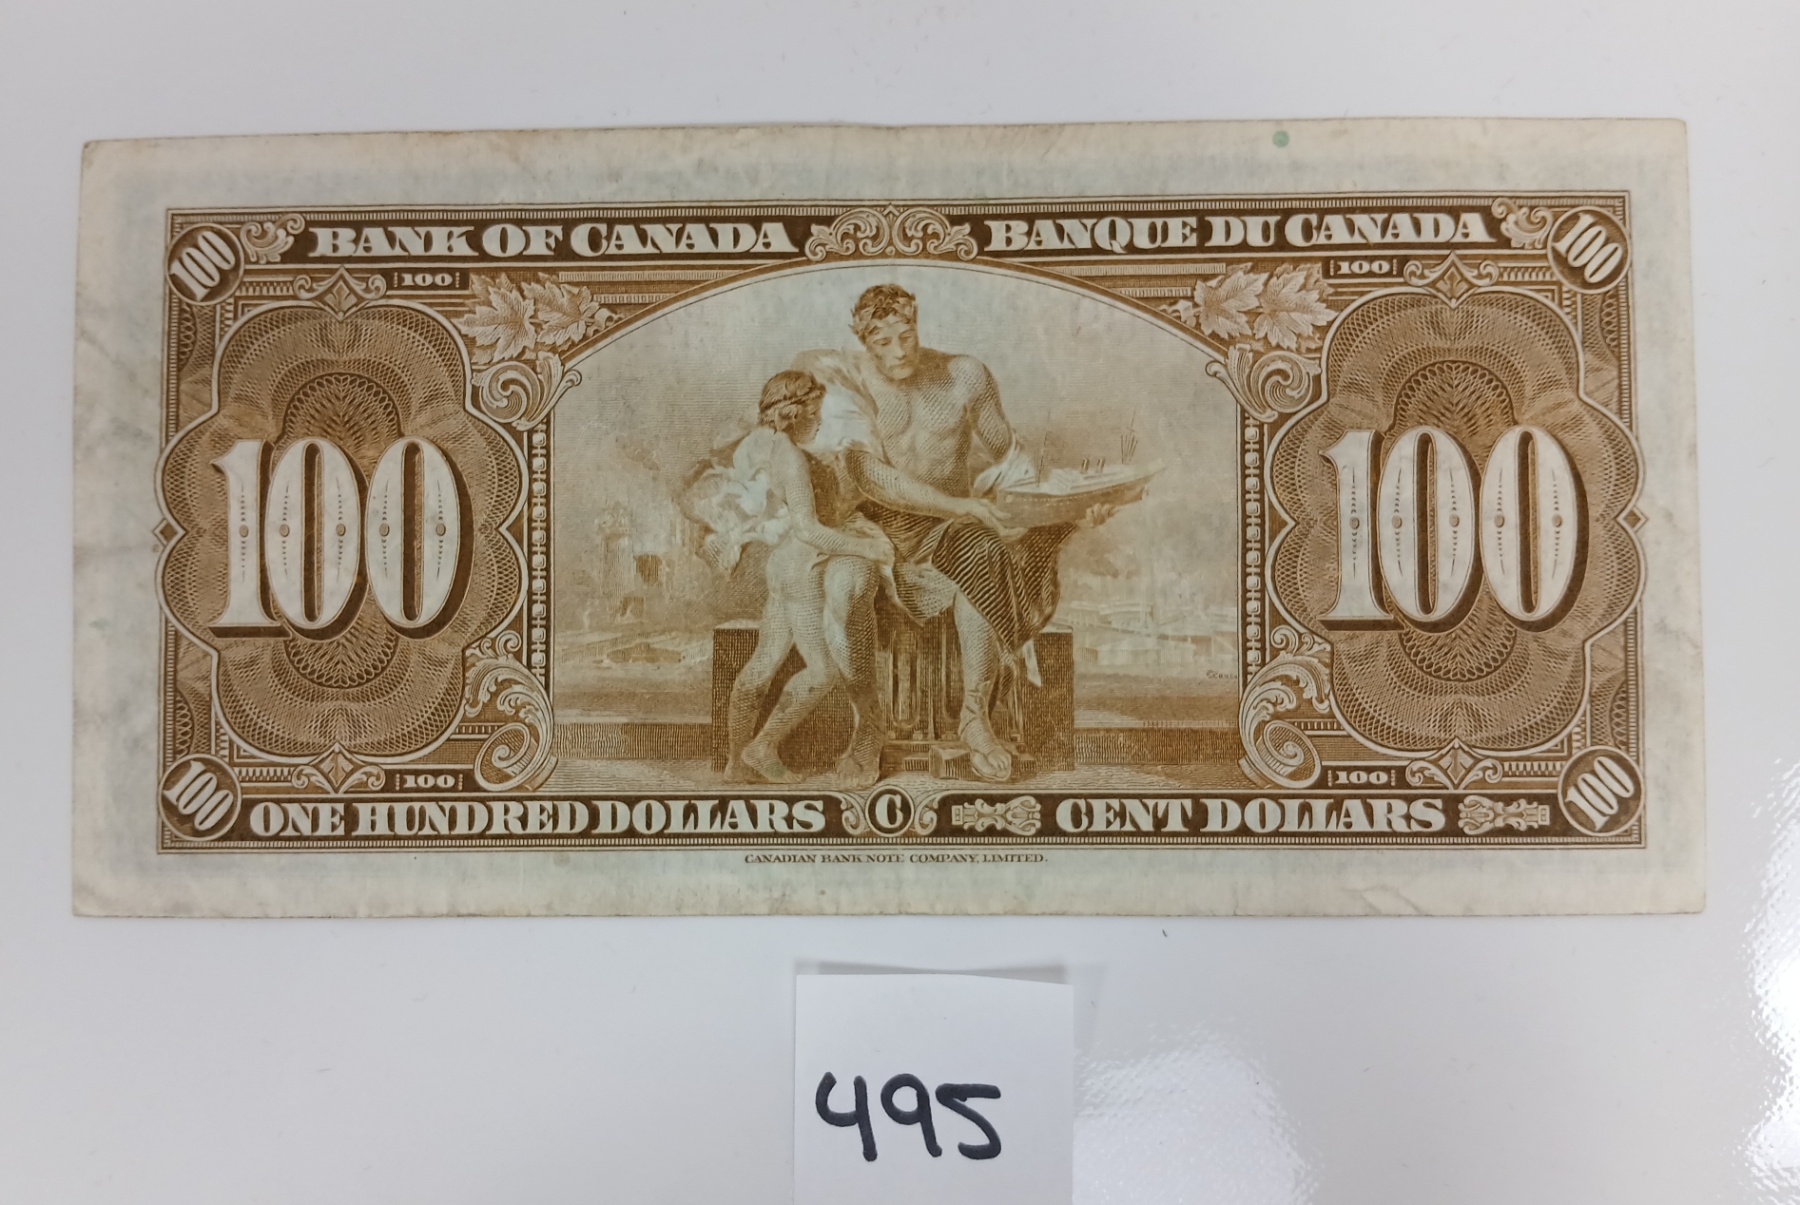 BANK OF CANADA BANQUE DU CANADA
100 100
100 100
100 100
100 100
100 100
ONE HUNDRED DOLLARS C CENT DOLLARS
CANADIAN BANK NOTE COMPANY, LIMITED.
495